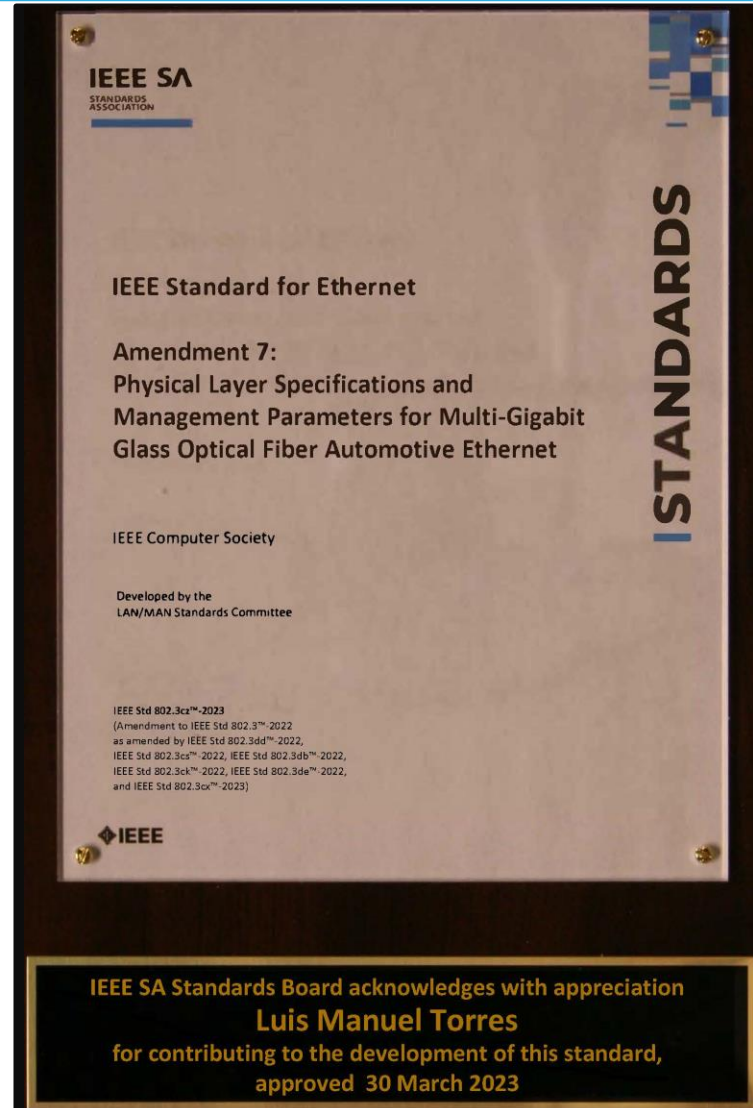 IEEE SA
STANDARDS
ASSOCIATION
STANDARDS
IEEE Standard for Ethernet
Amendment 7:
Physical Layer Specifications and
Management Parameters for Multi-Gigabit
Glass Optical Fiber Automotive Ethernet
IEEE Computer Society
Developed by the
LAN/MAN Standards Committee
IEEE Std 802.3cz™-2023
(Amendment to IEEE Std 802.3™-2022
as amended by IEEE Std 802.3dd™-2022,
IEEE Std 802.3cs™-2022, IEEE Std 802.3db™-2022,
IEEE Std 802.3ck™-2022, IEEE Std 802.3de™-2022,
and IEEE Std 802.3cx™-2023)
IEEE
IEEE SA Standards Board acknowledges with appreciation
Luis Manuel Torres
for contributing to the development of this standard,
approved 30 March 2023